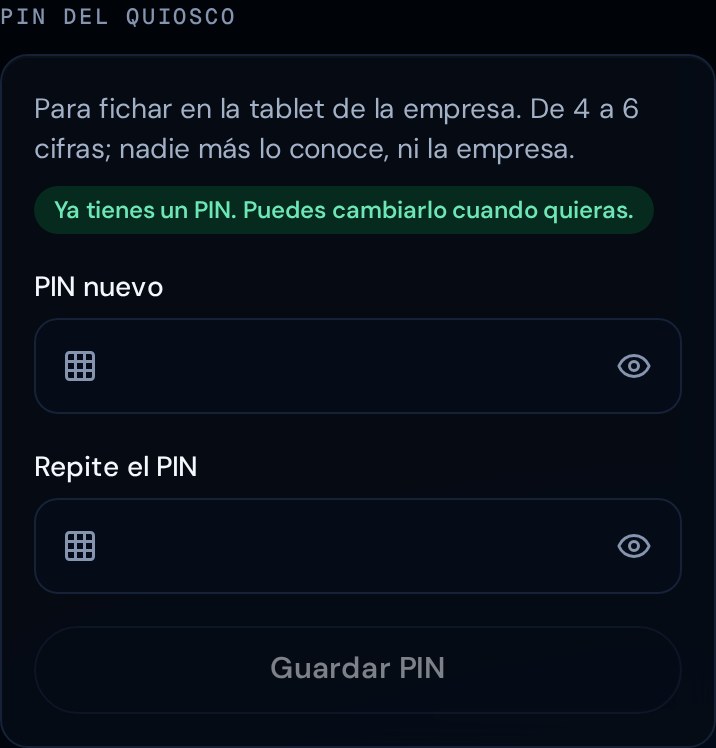 PIN DEL QUIOSCO
Para fichar en la tablet de la empresa. De 4 a 6
cifras; nadie más lo conoce, ni la empresa.
Ya tienes un PIN. Puedes cambiarlo cuando quieras.
PIN nuevo
Repite el PIN
Guardar PIN